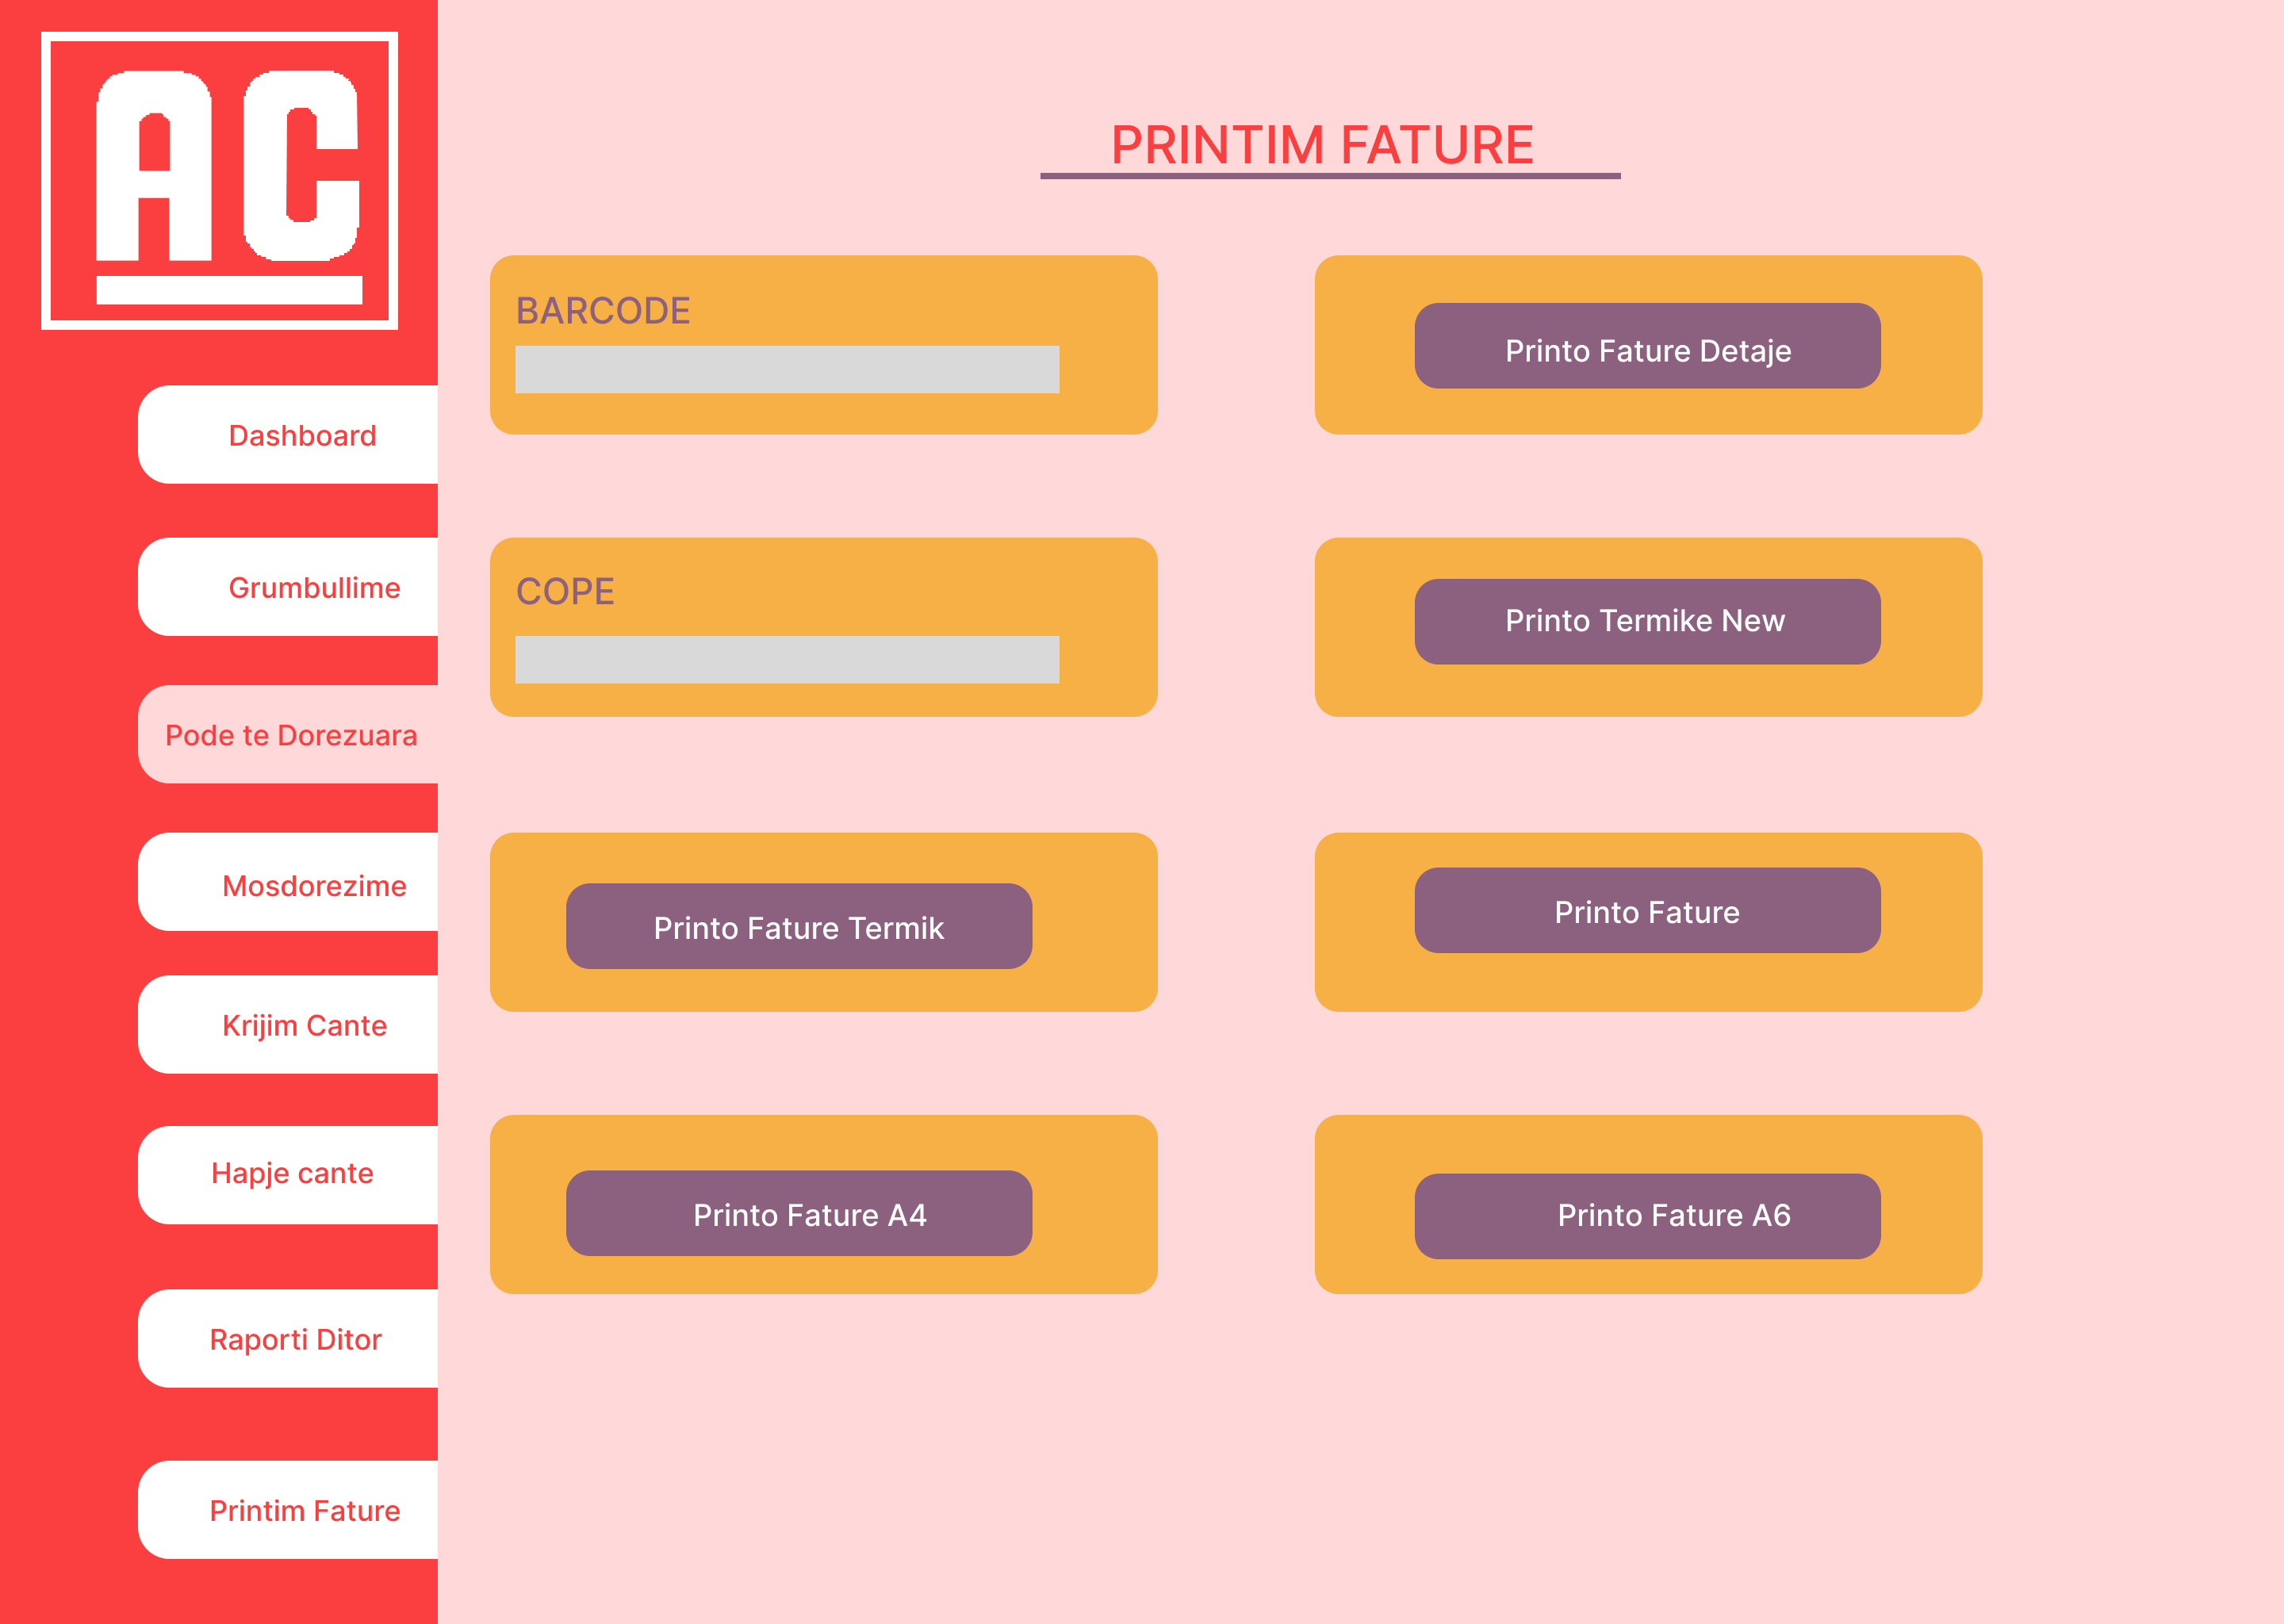 AC
Dashboard
Grumbullime
Pode te Dorezuara
Mosdorezime
Krijim Cante
Hapje cante
Raporti Ditor
Printim Fature
PRINTIM FATURE
BARCODE
Printo Fature Detaje
COPE
Printo Termike New
Printo Fature Termik
Printo Fature
Printo Fature A4
Printo Fature A6